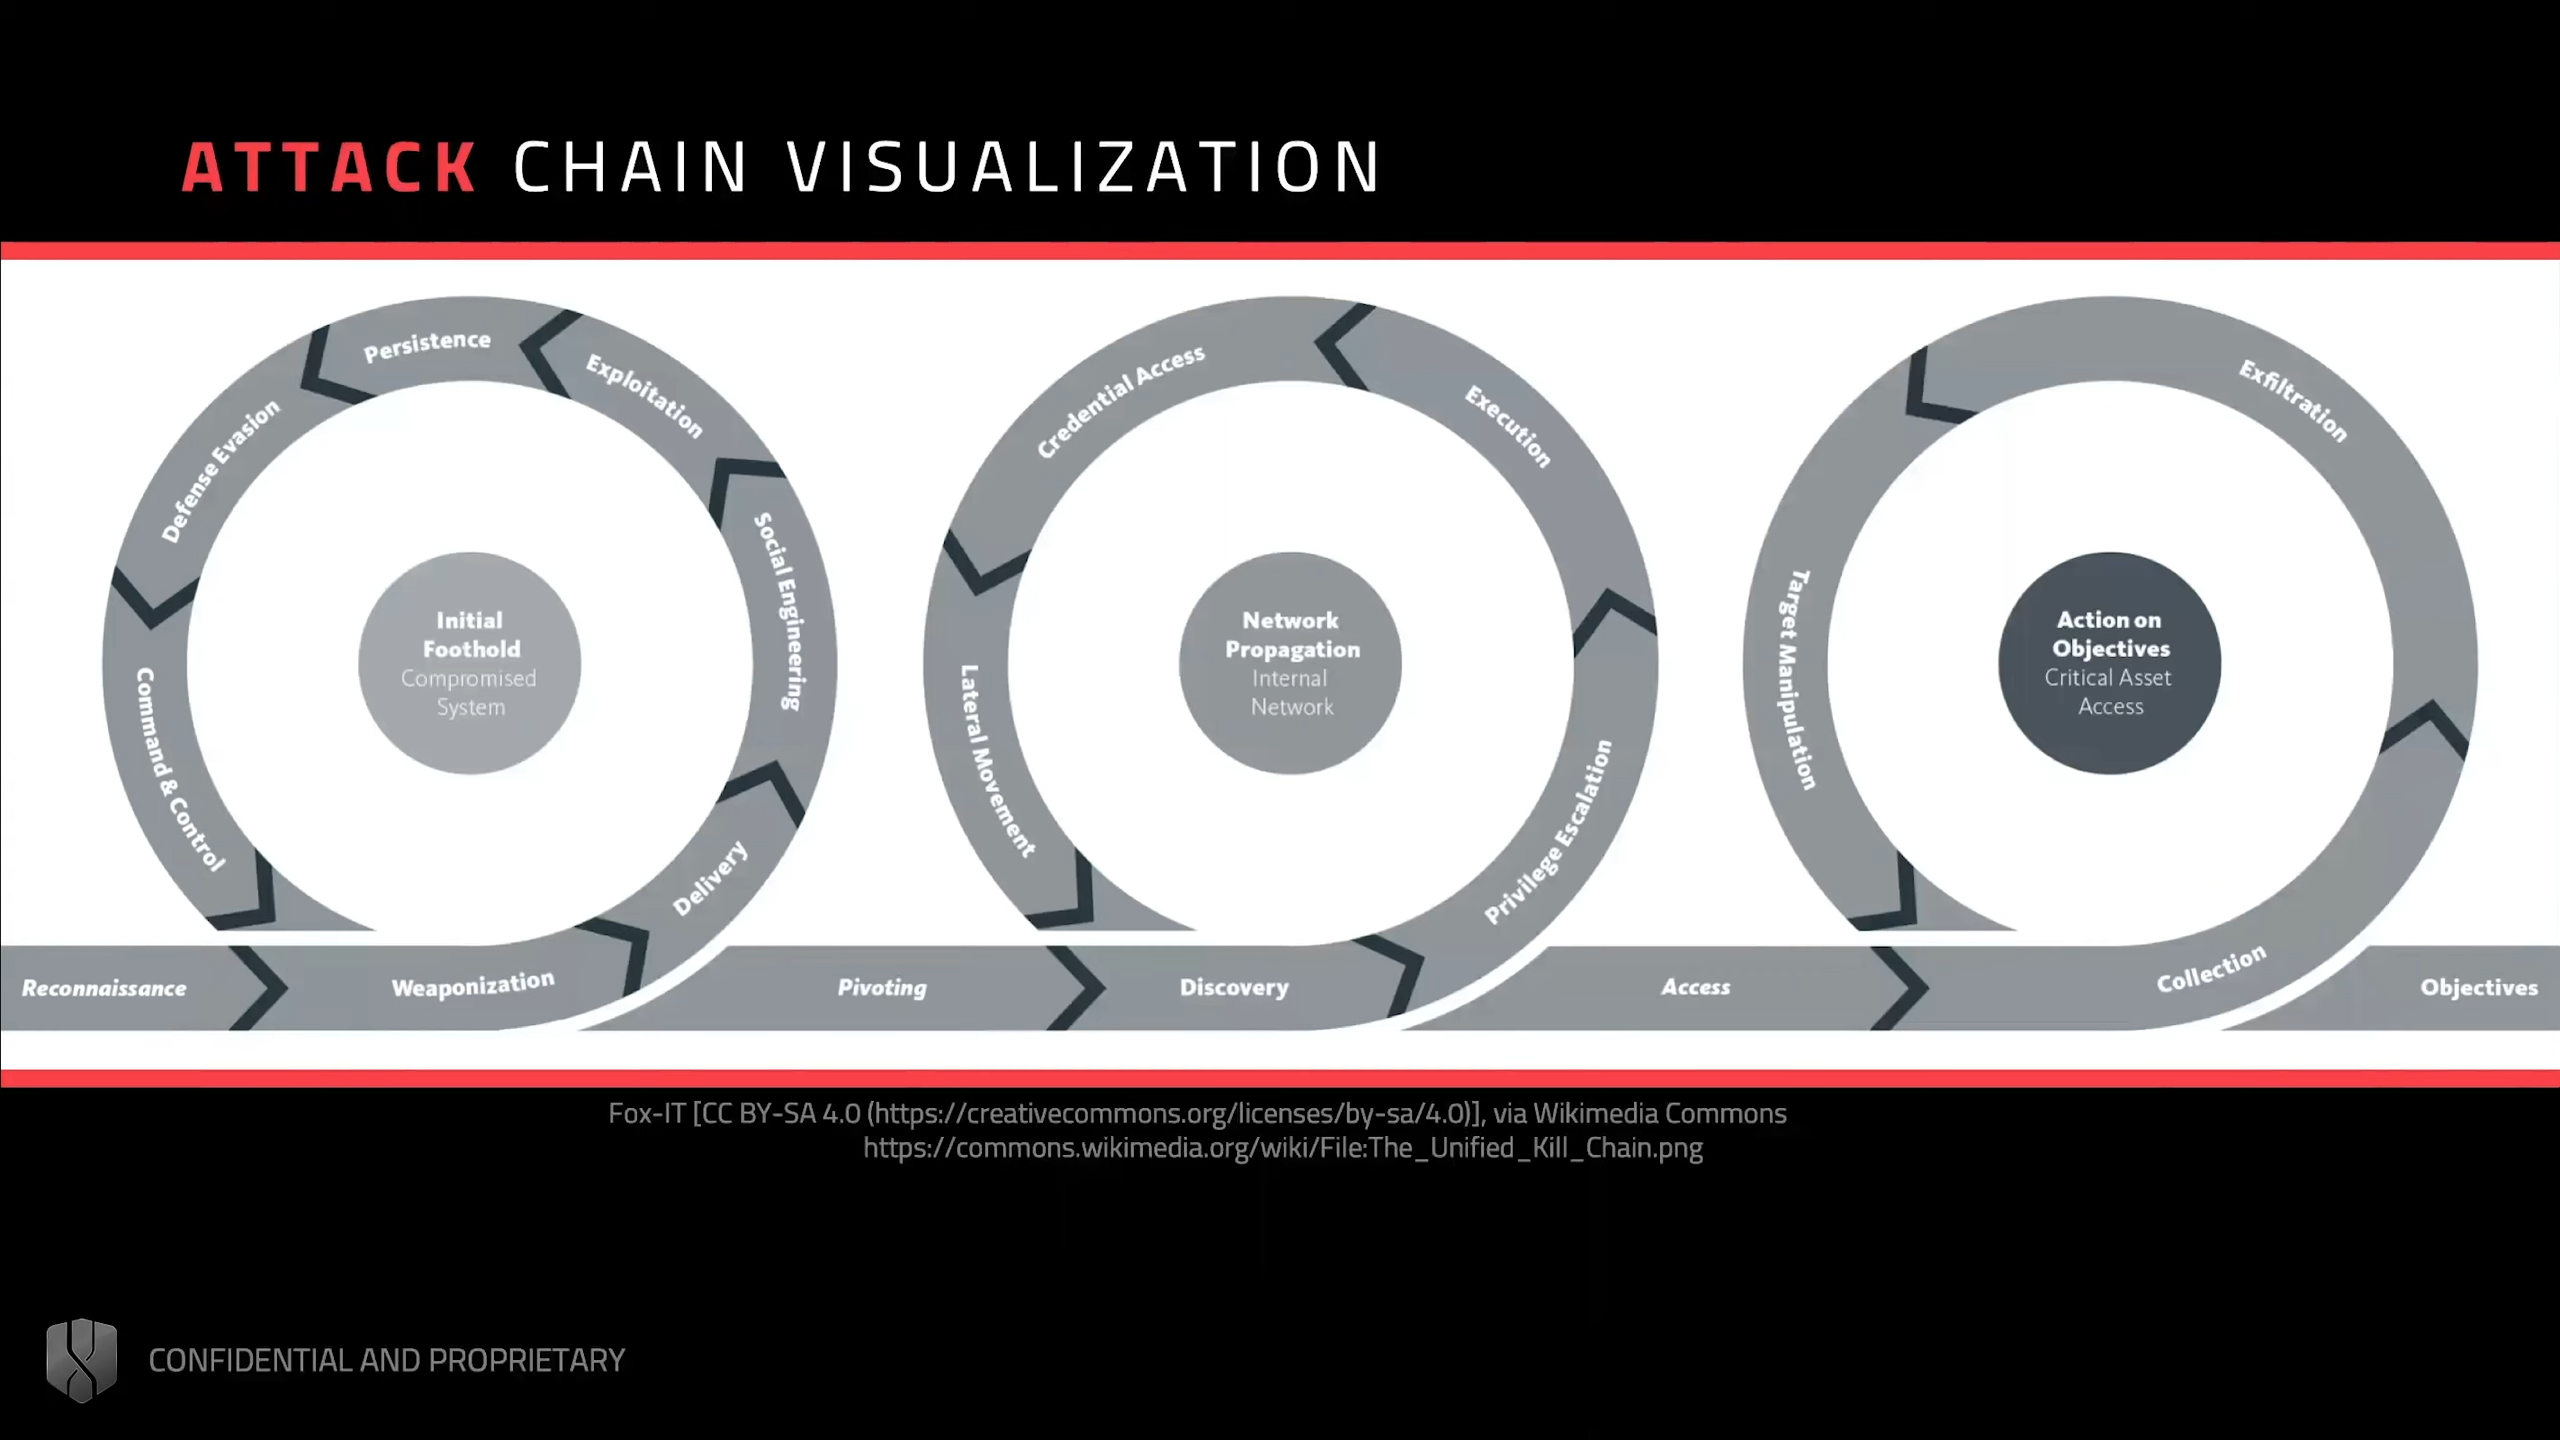 ATTACK CHAIN VISUALIZATION
Reconnaissance
Weaponization
Delivery
Social Engineering
Exploitation
Persistence
Defense Evasion
Command & Control
Initial
Foothold
Compromised
System
Pivoting
Discovery
Privilege Escalation
Execution
Credential Access
Lateral Movement
Network
Propagation
Internal
Network
Access
Collection
Exfiltration
Target Manipulation
Action on
Objectives
Critical Asset
Access
Objectives
Fox-IT [CC BY-SA 4.0 (https://creativecommons.org/licenses/by-sa/4.0)], via Wikimedia Commons
https://commons.wikimedia.org/wiki/File:The_Unified_Kill_Chain.png
CONFIDENTIAL AND PROPRIETARY